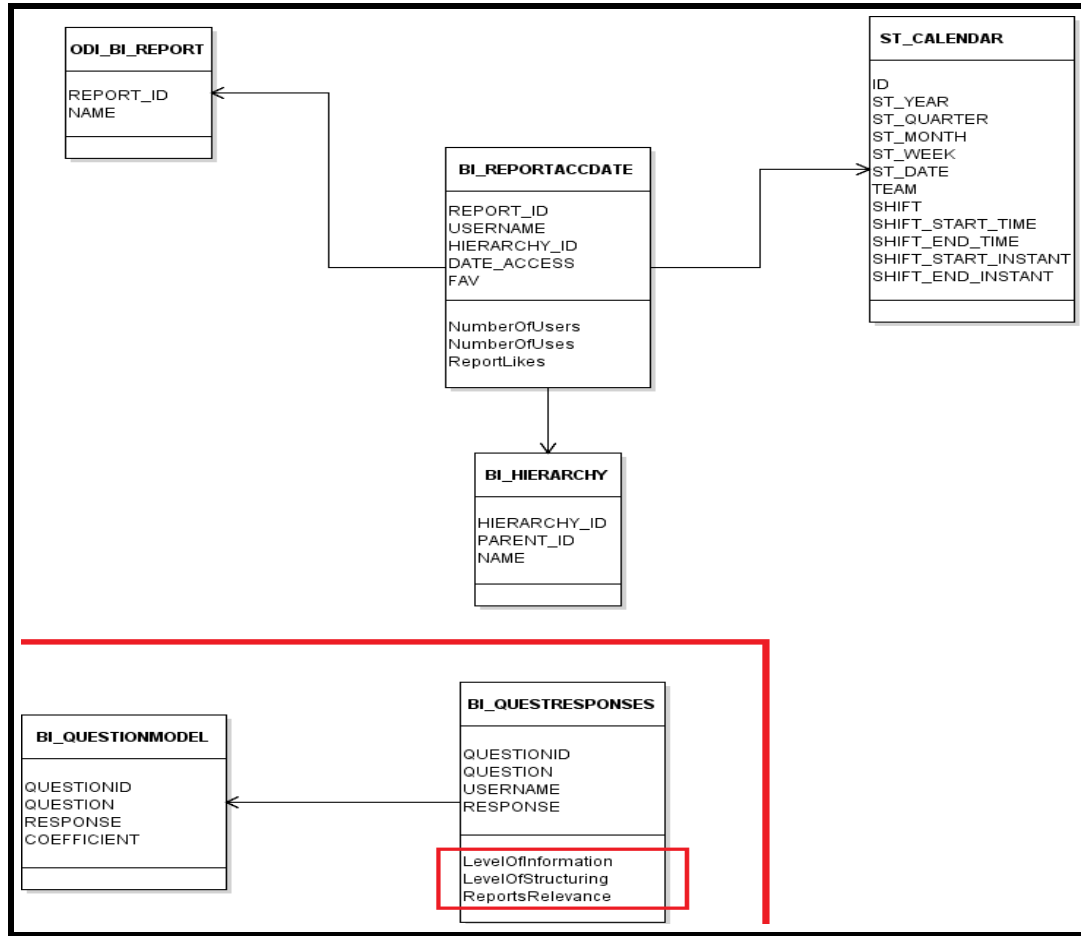 ODI_BI_REPORT
REPORT_ID
NAME
ST_CALENDAR
ID
ST_YEAR
ST_QUARTER
ST_MONTH
ST_WEEK
ST_DATE
TEAM
SHIFT
SHIFT_START_TIME
SHIFT_END_TIME
SHIFT_START_INSTANT
SHIFT_END_INSTANT
BI_REPORTACCDATE
REPORT_ID
USERNAME
HIERARCHY_ID
DATE_ACCESS
FAV
NumberOfUsers
NumberOfUses
ReportLikes
BI_HIERARCHY
HIERARCHY_ID
PARENT_ID
NAME
BI_QUESTIONMODEL
QUESTIONID
QUESTION
RESPONSE
COEFFICIENT
BI_QUESTRESPONSES
QUESTIONID
QUESTION
USERNAME
RESPONSE
LevelOfInformation
LevelOfStructuring
ReportsRelevance